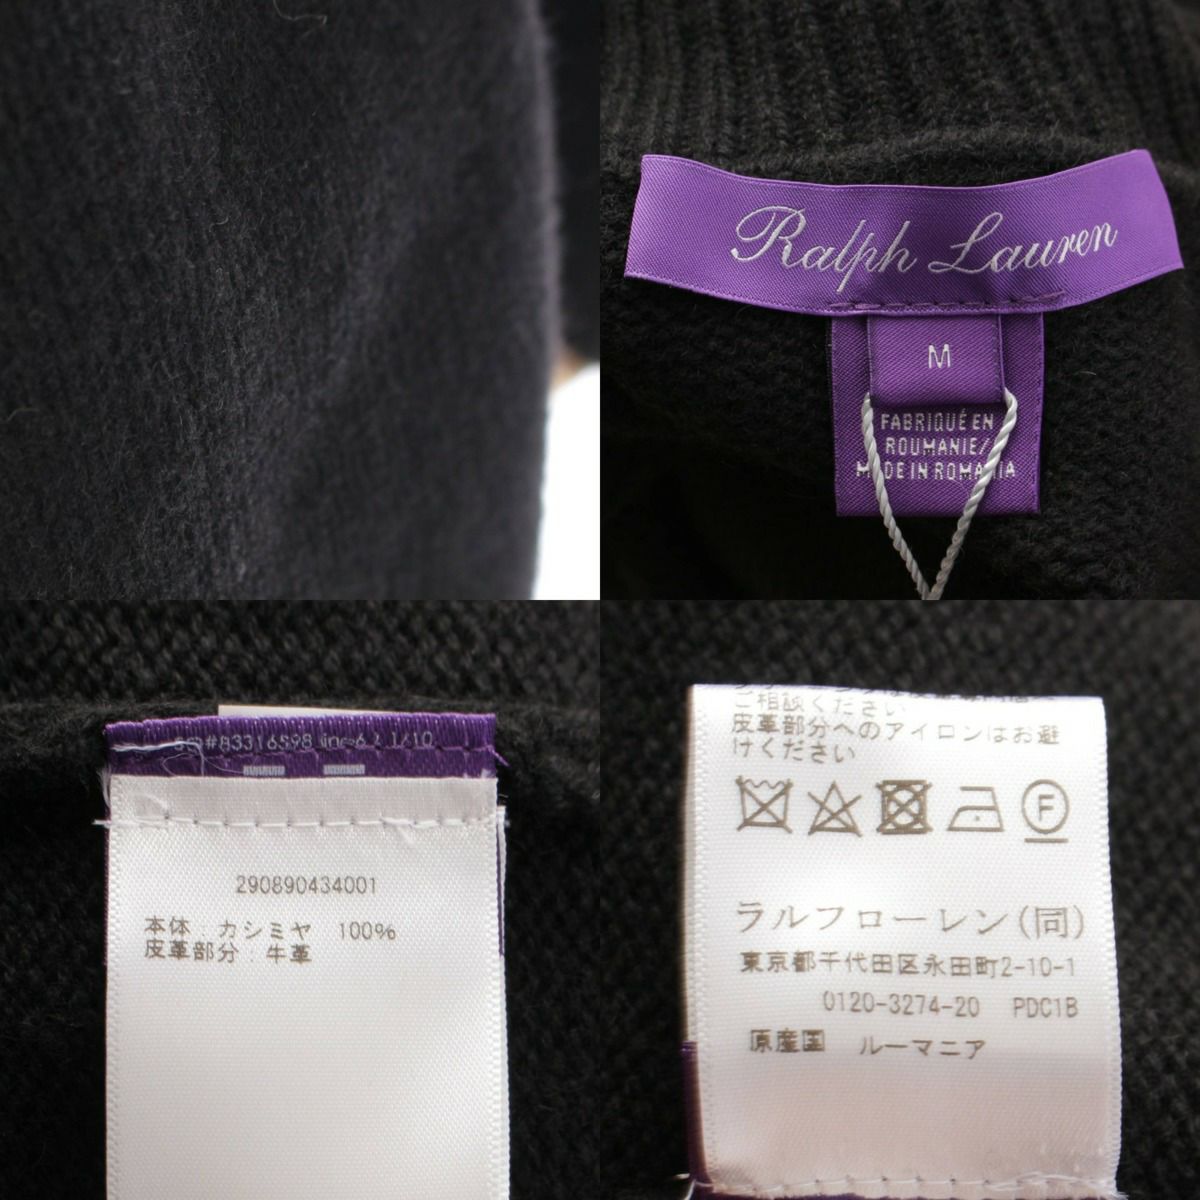 Ralph Lauren
M
FABRIQUÉ EN
ROUMANIE/
MADE IN ROMANIA
290890434001
本体 : カシミヤ 100%
皮革部分 : 牛革
ご相談ください
皮革部分へのアイロンはお避
けください
F
ラルフローレン(同)
東京都千代田区永田町2-10-1
0120-3274-20 PDC1B
原産国 ルーマニア